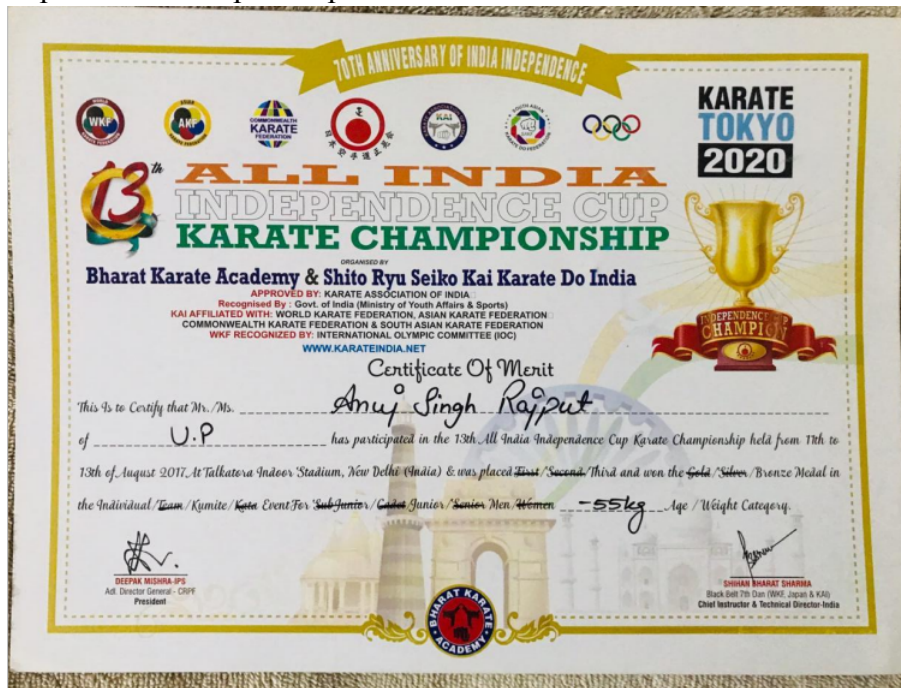 70TH ANNIVERSARY OF INDIA INDEPENDENCE
WKF
AKF
COMMONWEALTH
KARATE
FEDERATION
KAI
KARATE
TOKYO
2020
13th
ALL INDIA
INDEPENDENCE CUP
KARATE CHAMPIONSHIP
ORGANISED BY
Bharat Karate Academy & Shito Ryu Seiko Kai Karate Do India
APPROVED BY: KARATE ASSOCIATION OF INDIA
Recognised By : Govt. of India (Ministry of Youth Affairs & Sports)
KAI AFFILIATED WITH: WORLD KARATE FEDERATION, ASIAN KARATE FEDERATION
COMMONWEALTH KARATE FEDERATION & SOUTH ASIAN KARATE FEDERATION
WKF RECOGNIZED BY: INTERNATIONAL OLYMPIC COMMITTEE (IOC)
WWW.KARATEINDIA.NET
INDEPENDENCE CUP
CHAMPION
Certificate Of Merit
This Is to Certify that Mr./Ms. Anuj Singh Rajput
of U.P has participated in the 13th All India Independence Cup Karate Championship held from 11th to
13th of August 2017 At Talkatora Indoor Stadium, New Delhi (India) & was placed First / Second / Third and won the Gold / Silver / Bronze Medal in
the Individual / Team / Kumite / Kata Event For Sub Junior / Cadet Junior / Senior Men / Women -55kg Age / Weight Category.
DEEPAK MISHRA-IPS
Adl. Director General - CRPF
President
SHIHAN BHARAT SHARMA
Black Belt 7th Dan (WKF, Japan & KAI)
Chief Instructor & Technical Director-India
BHARAT KARATE
ACADEMY